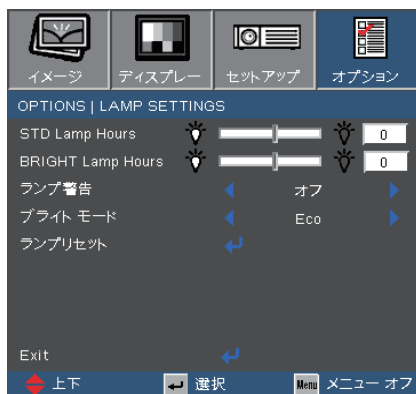 イメージ ディスプレー セットアップ オプション
OPTIONS | LAMP SETTINGS
STD Lamp Hours 0
BRIGHT Lamp Hours 0
ランプ警告 オフ
ブライト モード Eco
ランプリセット
Exit
上下 選択 Menu メニュー オフ